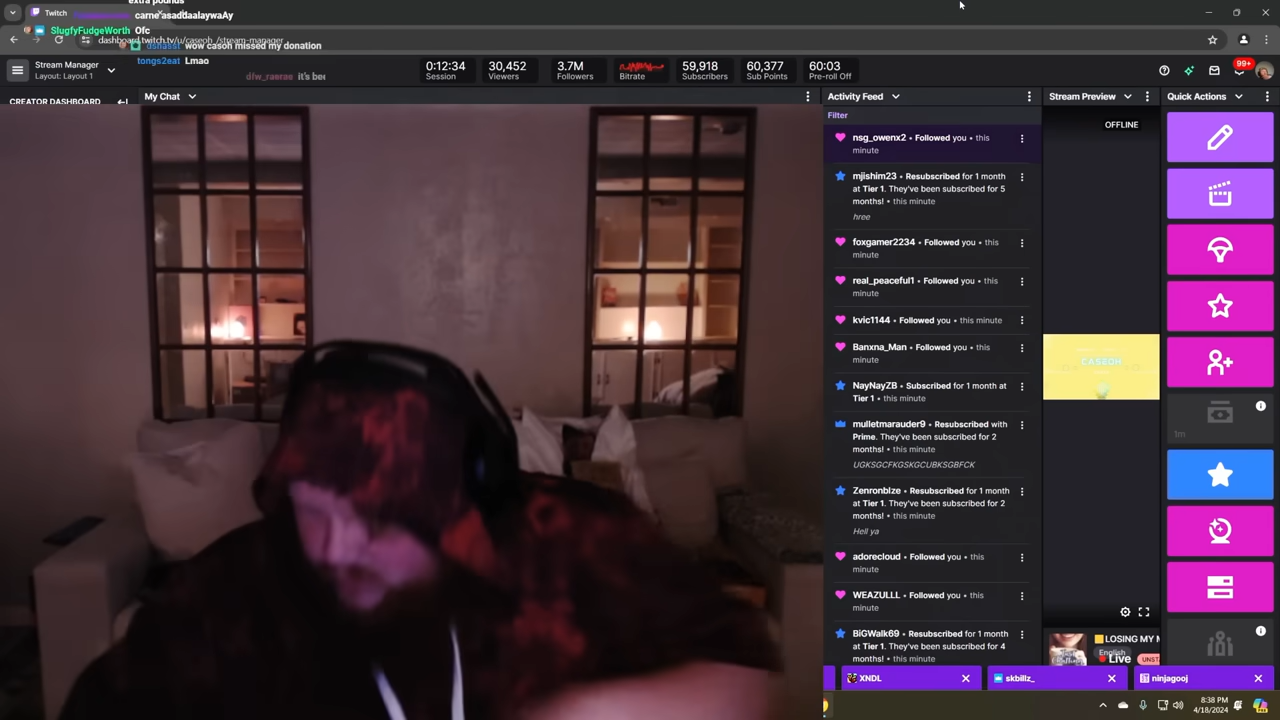 extra pounds
Twitch
carne asaddaalaywaAy
SlugfyFudgeWorth Ofc
dashboard.twitch.tv/u/caseoh_/stream-manager
wow casoh missed my donation
tongs2eat Lmao
it's bee
Stream Manager
Layout: Layout 1
0:12:34
Session
30,452
Viewers
3.7M
Followers
Bitrate
59,918
Subscribers
60,377
Sub Points
60:03
Pre-roll Off
99+
CREATOR DASHBOARD
My Chat
Activity Feed
Stream Preview
Quick Actions
Filter
OFFLINE
nsg_owenx2 • Followed you • this
minute
mjishim23 • Resubscribed for 1 month
at Tier 1. They've been subscribed for 5
months! • this minute
hree
foxgamer2234 • Followed you • this
minute
real_peaceful1 • Followed you • this
minute
kvic1144 • Followed you • this minute
Banxna_Man • Followed you • this
minute
CASEOH
NayNayZB • Subscribed for 1 month at
Tier 1 • this minute
mulletmarauder9 • Resubscribed with
Prime. They've been subscribed for 2
months! • this minute
UGKSGCFKGSKGCUBKSGBFCK
1m
Zenronblze • Resubscribed for 1 month
at Tier 1. They've been subscribed for 2
months! • this minute
Hell ya
adorecloud • Followed you • this
minute
WEAZULLL • Followed you • this
minute
BiGWalk69 • Resubscribed for 1 month
at Tier 1. They've been subscribed for 4
months! • this minute
LOSING MY M
English
Live
UNST
XNDL
skbillz_
ninjagooj
8:38 PM
4/18/2024